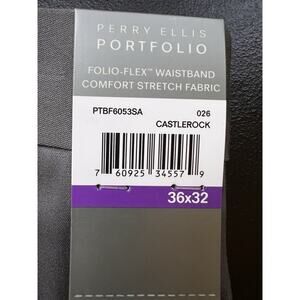 PERRY ELLIS
PORTFOLIO
FOLIO-FLEX™ WAISTBAND
COMFORT STRETCH FABRIC
PTBF6053SA 026
CASTLEROCK
7 60925 34557 9
36x32